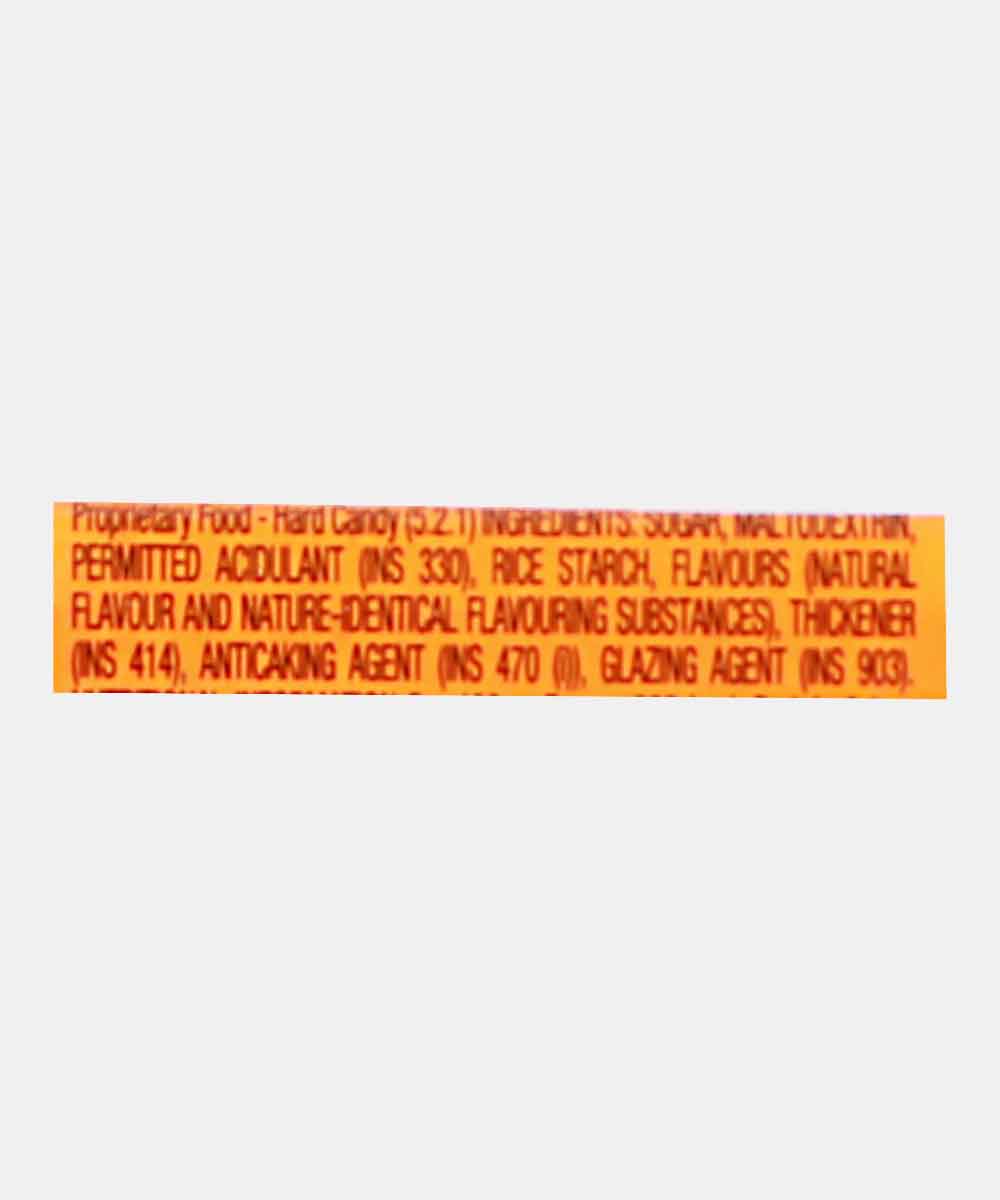 Proprietary Food - Hard Candy (5.2.1) INGREDIENTS: SUGAR, MALTODEXTRIN,
PERMITTED ACIDULANT (INS 330), RICE STARCH, FLAVOURS (NATURAL
FLAVOUR AND NATURE-IDENTICAL FLAVOURING SUBSTANCES), THICKENER
(INS 414), ANTICAKING AGENT (INS 470 (i)), GLAZING AGENT (INS 903).